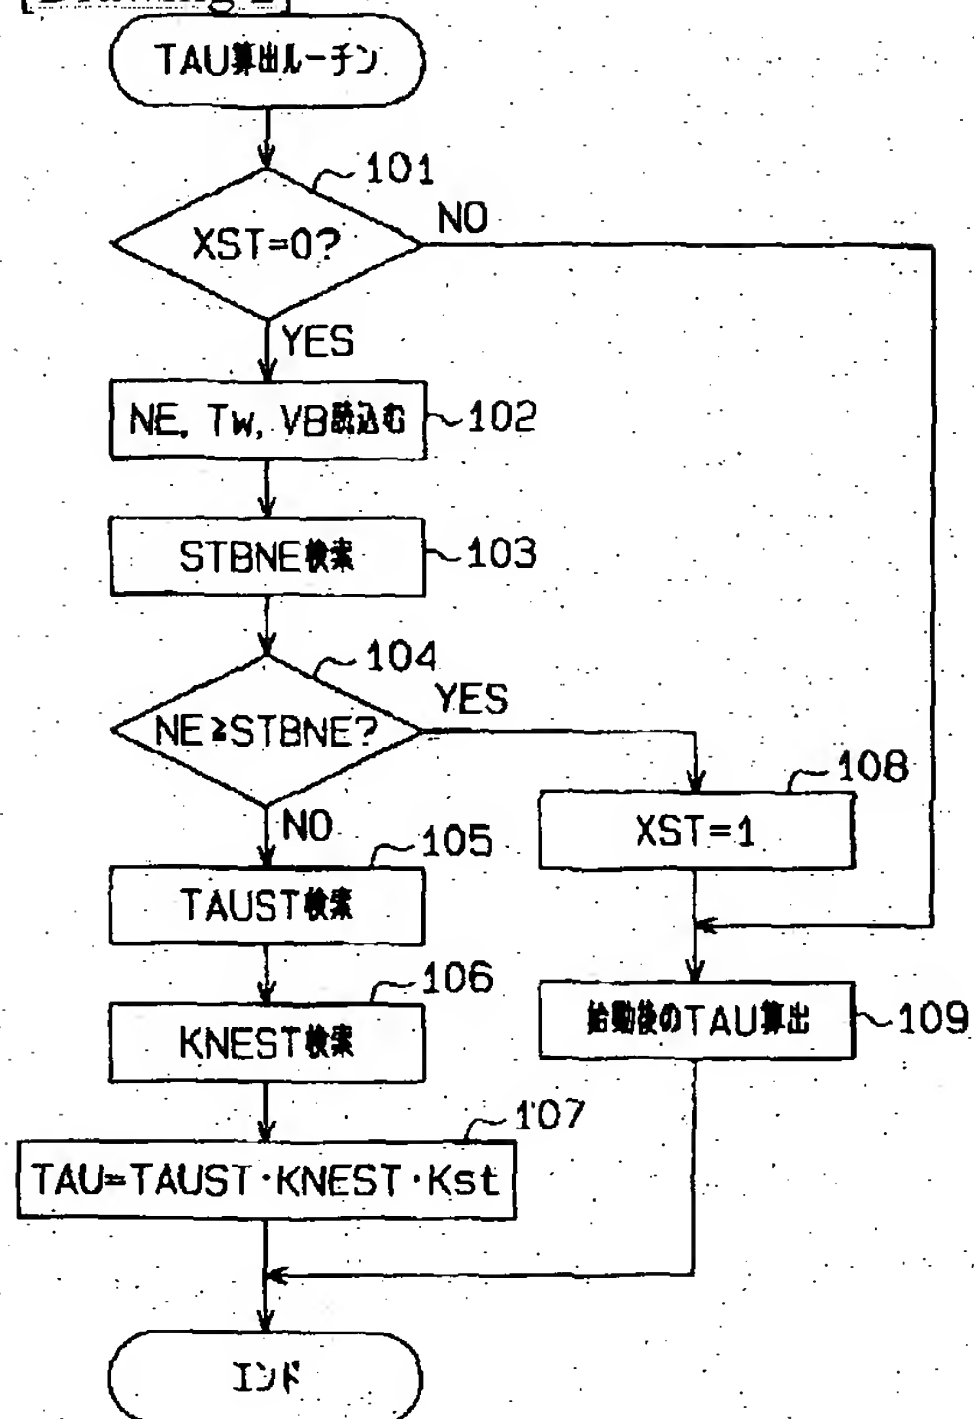 TAU算出ルーチン
101
XST=0?
NO
YES
NE, Tw, VB読込む
102
STBNE検索
103
104
NE≧STBNE?
YES
NO
108
XST=1
105
TAUST検索
106
KNEST検索
始動後のTAU算出
109
107
TAU=TAUST・KNEST・Kst
エンド